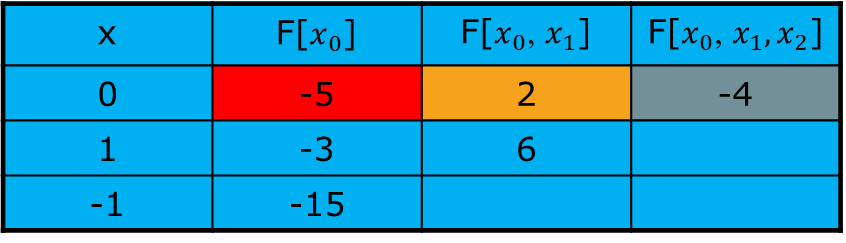 x F[x₀] F[x₀, x₁] F[x₀, x₁,x₂]
0 -5 2 -4
1 -3 6
-1 -15